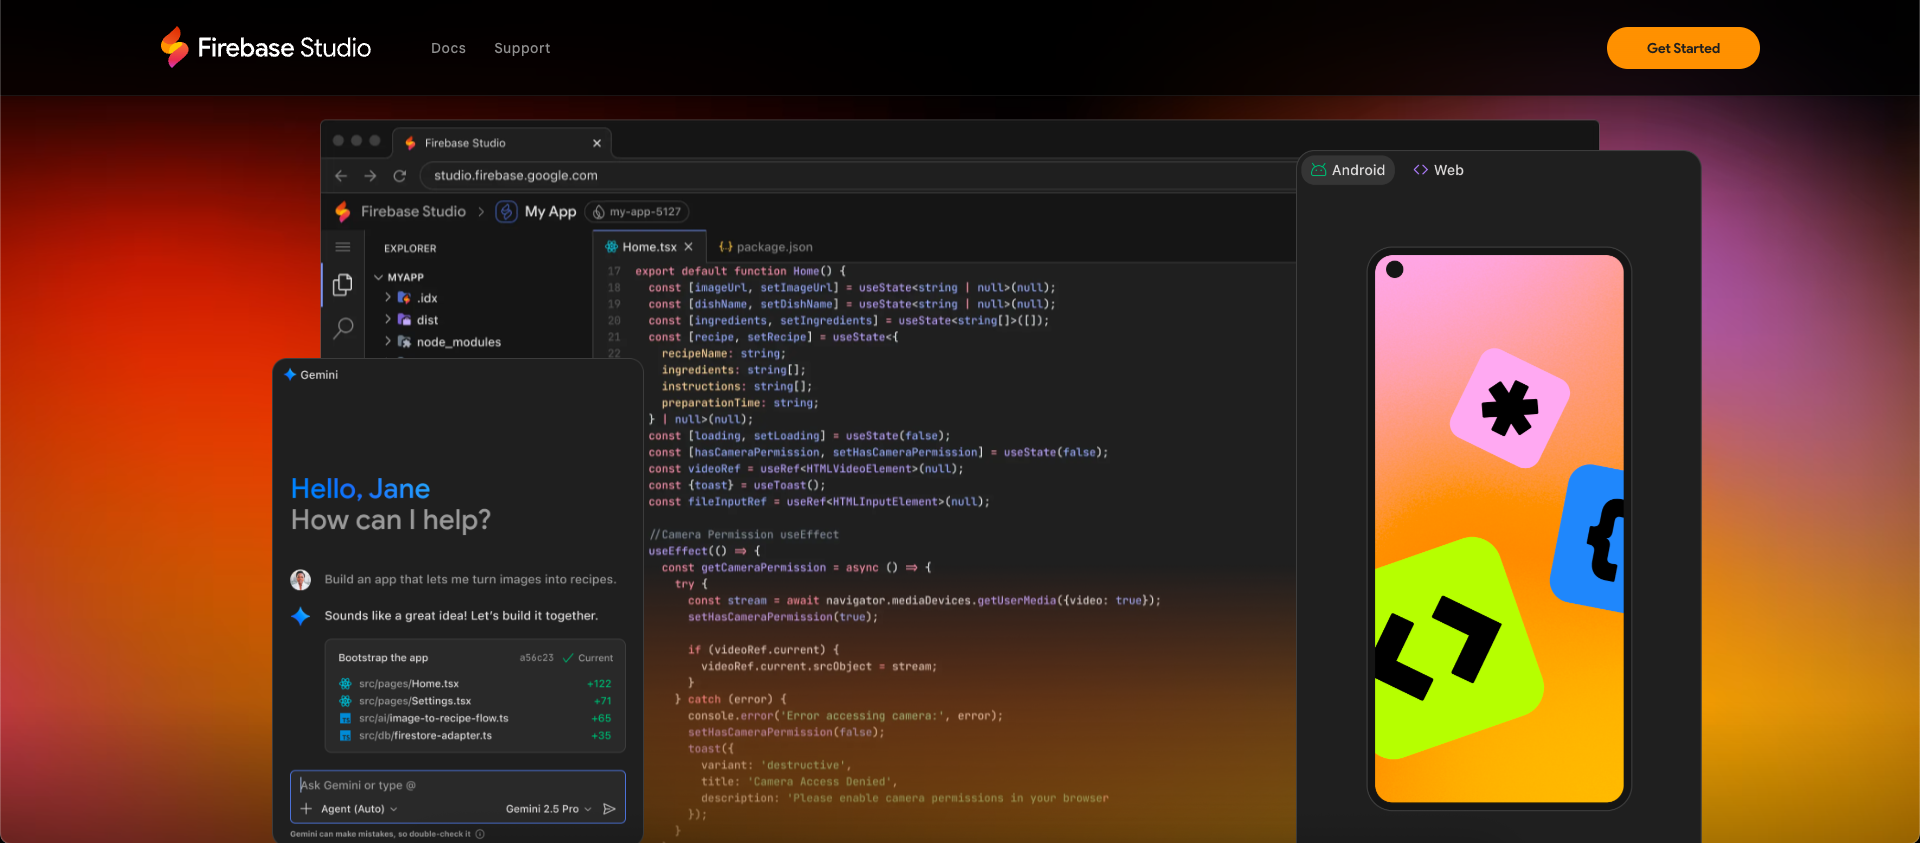 Firebase Studio
Docs
Support
Get Started
Firebase Studio
studio.firebase.google.com
Firebase Studio
My App
my-app-5127
EXPLORER
MYAPP
.idx
dist
node_modules
Home.tsx
{..} package.json
17 export default function Home() {
18 const [imageUrl, setImageUrl] = useState<string | null>(null);
19 const [dishName, setDishName] = useState<string | null>(null);
20 const [ingredients, setIngredients] = useState<string[]>([]);
21 const [recipe, setRecipe] = useState<{
22 recipeName: string;
ingredients: string[];
instructions: string[];
preparationTime: string;
} | null>(null);
const [loading, setLoading] = useState(false);
const [hasCameraPermission, setHasCameraPermission] = useState(false);
const videoRef = useRef<HTMLVideoElement>(null);
const {toast} = useToast();
const fileInputRef = useRef<HTMLInputElement>(null);
//Camera Permission useEffect
useEffect(() => {
const getCameraPermission = async () => {
try {
const stream = await navigator.mediaDevices.getUserMedia({video: true});
setHasCameraPermission(true);
if (videoRef.current) {
videoRef.current.srcObject = stream;
}
} catch (error) {
console.error('Error accessing camera:', error);
setHasCameraPermission(false);
toast({
variant: 'destructive',
title: 'Camera Access Denied',
description: 'Please enable camera permissions in your browser
});
}
Gemini
Hello, Jane
How can I help?
Build an app that lets me turn images into recipes.
Sounds like a great idea! Let's build it together.
Bootstrap the app a56c23 Current
src/pages/Home.tsx +122
src/pages/Settings.tsx +71
src/ai/image-to-recipe-flow.ts +65
src/db/firestore-adapter.ts +35
Ask Gemini or type @
Agent (Auto)
Gemini 2.5 Pro
Gemini can make mistakes, so double-check it
Android
Web